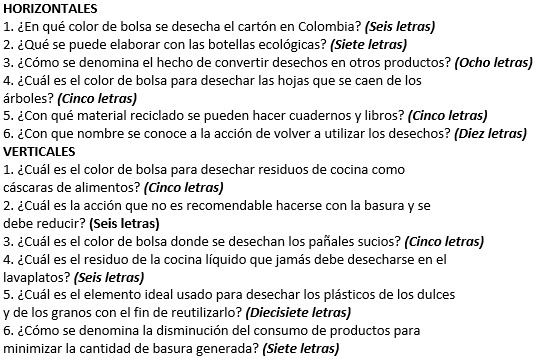 HORIZONTALES
1. ¿En qué color de bolsa se desecha el cartón en Colombia? (Seis letras)
2. ¿Qué se puede elaborar con las botellas ecológicas? (Siete letras)
3. ¿Cómo se denomina el hecho de convertir desechos en otros productos? (Ocho letras)
4. ¿Cuál es el color de bolsa para desechar las hojas que se caen de los
árboles? (Cinco letras)
5. ¿Con qué material reciclado se pueden hacer cuadernos y libros? (Cinco letras)
6. ¿Con que nombre se conoce a la acción de volver a utilizar los desechos? (Diez letras)
VERTICALES
1. ¿Cuál es el color de bolsa para desechar residuos de cocina como
cáscaras de alimentos? (Cinco letras)
2. ¿Cuál es la acción que no es recomendable hacerse con la basura y se
debe reducir? (Seis letras)
3. ¿Cuál es el color de bolsa donde se desechan los pañales sucios? (Cinco letras)
4. ¿Cuál es el residuo de la cocina líquido que jamás debe desecharse en el
lavaplatos? (Seis letras)
5. ¿Cuál es el elemento ideal usado para desechar los plásticos de los dulces
y de los granos con el fin de reutilizarlo? (Diecisiete letras)
6. ¿Cómo se denomina la disminución del consumo de productos para
minimizar la cantidad de basura generada? (Siete letras)